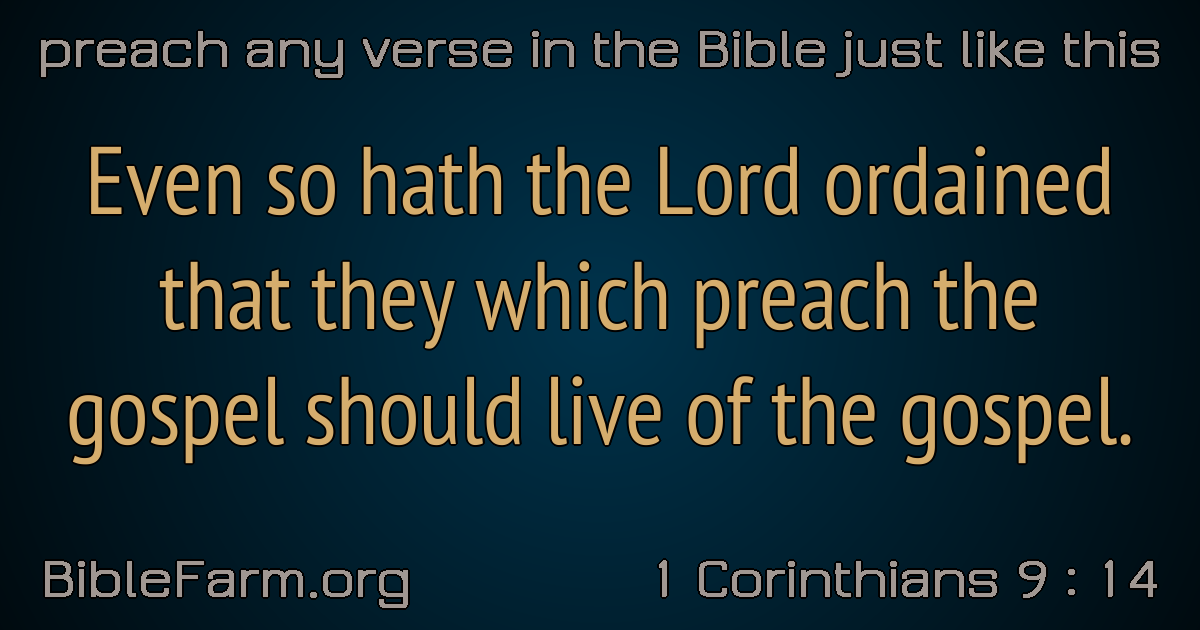 preach any verse in the Bible just like this
Even so hath the Lord ordained
that they which preach the
gospel should live of the gospel.
BibleFarm.org
1 Corinthians 9 : 14